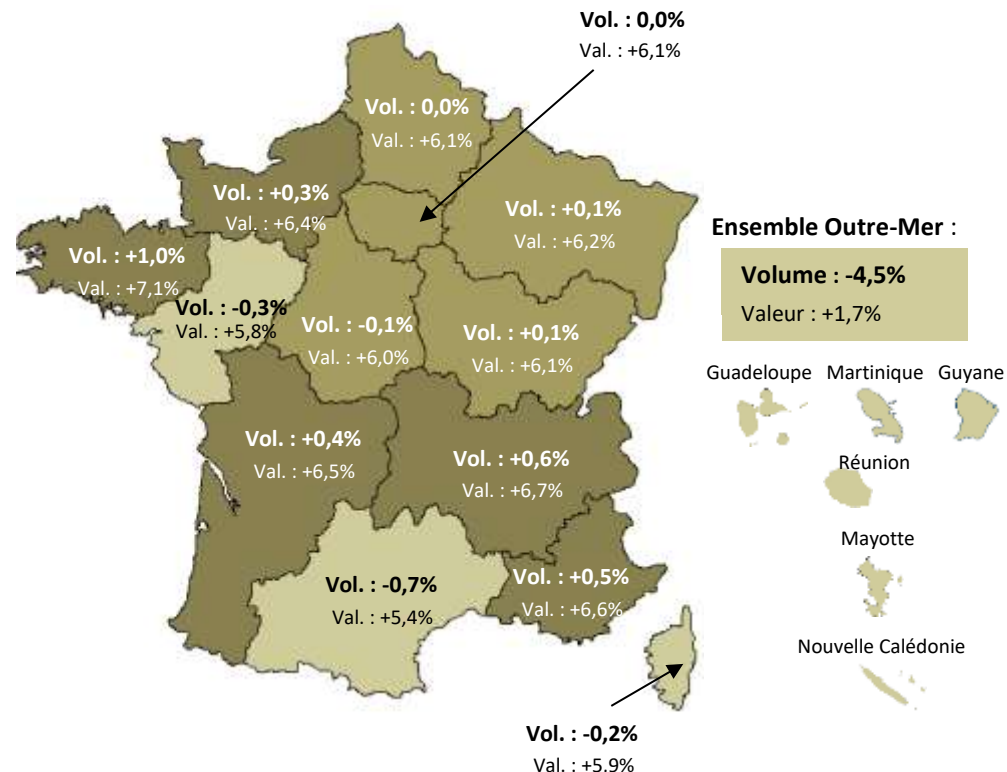 Vol. : 0,0%
Val. : +6,1%
Vol. : 0,0%
Val. : +6,1%
Vol. : +0,3%
Val. : +6,4%
Vol. : +0,1%
Val. : +6,2%
Vol. : +1,0%
Val. : +7,1%
Vol. : -0,3%
Val. : +5,8%
Vol. : -0,1%
Val. : +6,0%
Vol. : +0,1%
Val. : +6,1%
Vol. : +0,4%
Val. : +6,5%
Vol. : +0,6%
Val. : +6,7%
Vol. : -0,7%
Val. : +5,4%
Vol. : +0,5%
Val. : +6,6%
Vol. : -0,2%
Val. : +5,9%
Ensemble Outre-Mer :
Volume : -4,5%
Valeur : +1,7%
Guadeloupe Martinique Guyane
Réunion
Mayotte
Nouvelle Calédonie